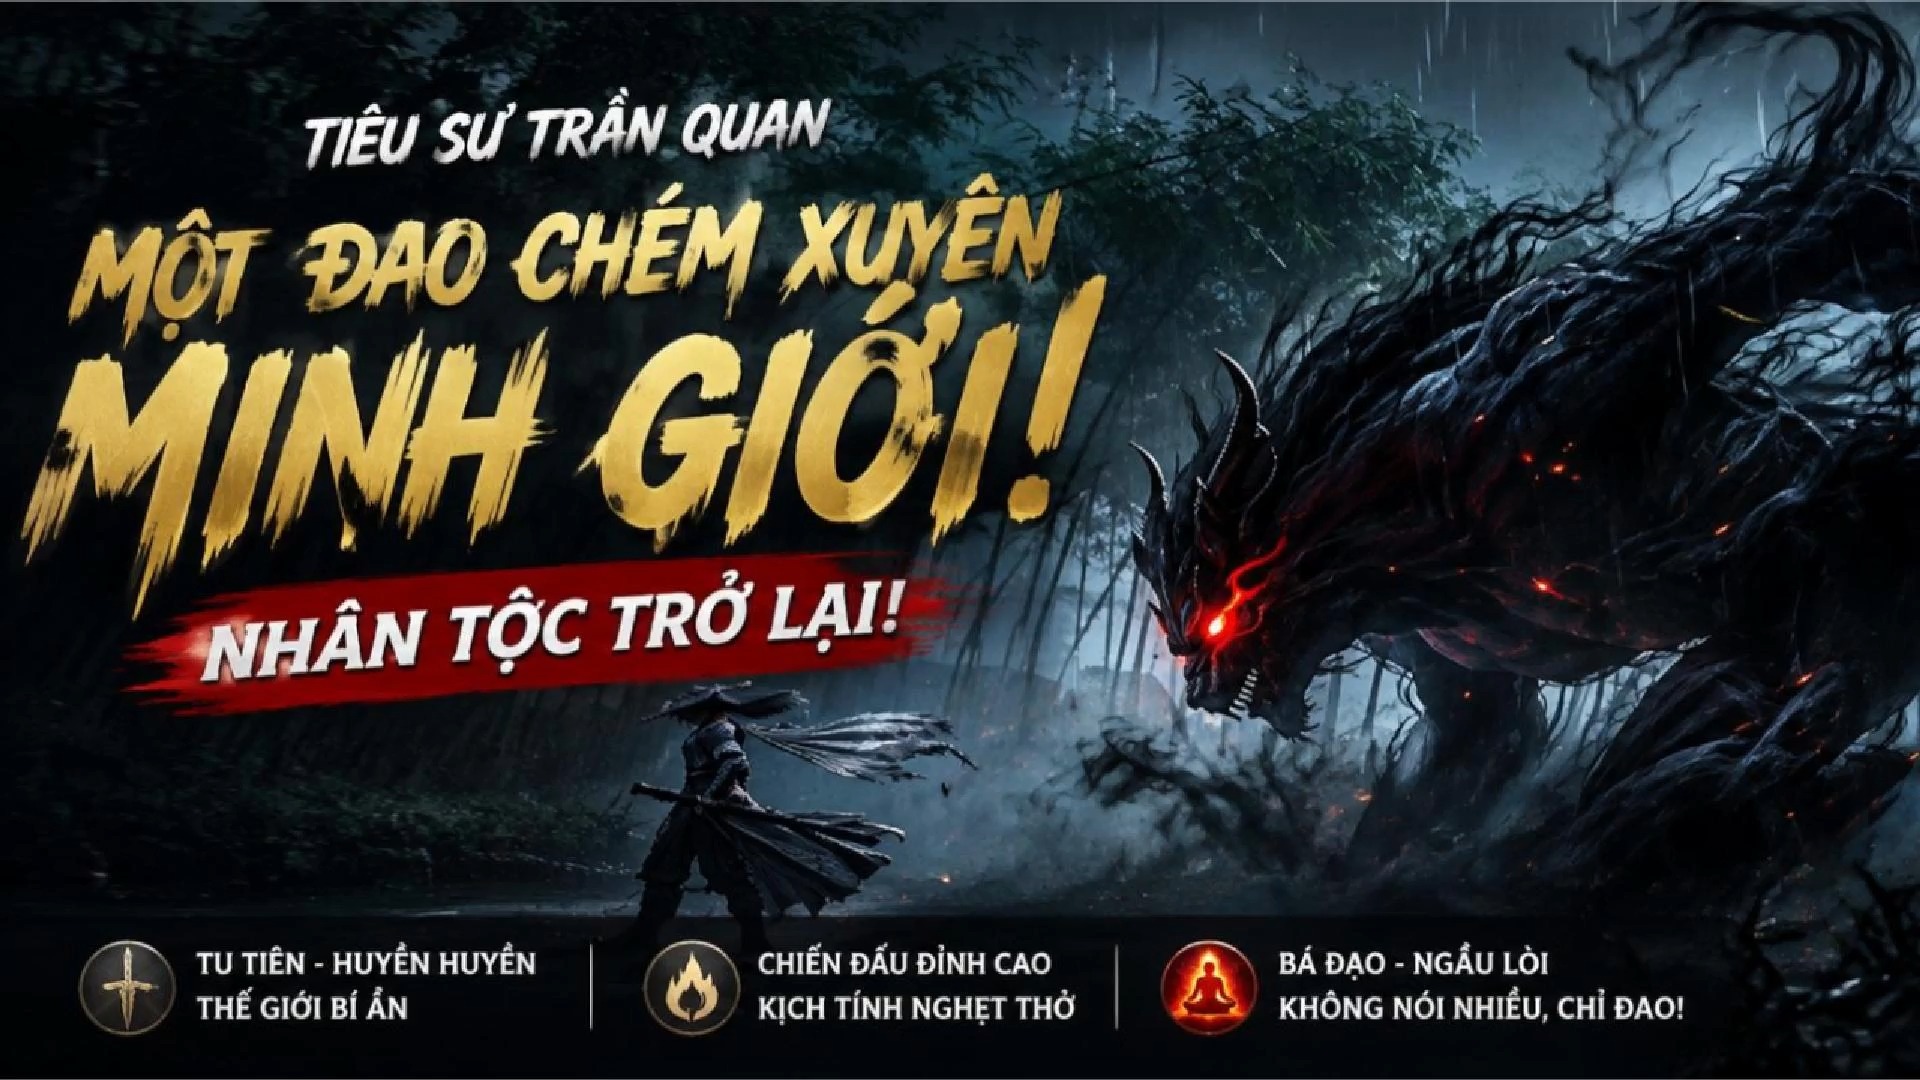 TIÊU SƯ TRẦN QUAN
MỘT ĐAO CHÉM XUYÊN
MINH GIỚI!
NHÂN TỘC TRỞ LẠI!
TU TIÊN - HUYỀN HUYỀN
THẾ GIỚI BÍ ẨN
CHIẾN ĐẤU ĐỈNH CAO
KỊCH TÍNH NGHẸT THỞ
BÁ ĐẠO - NGẦU LÒI
KHÔNG NÓI NHIỀU, CHỈ ĐAO!